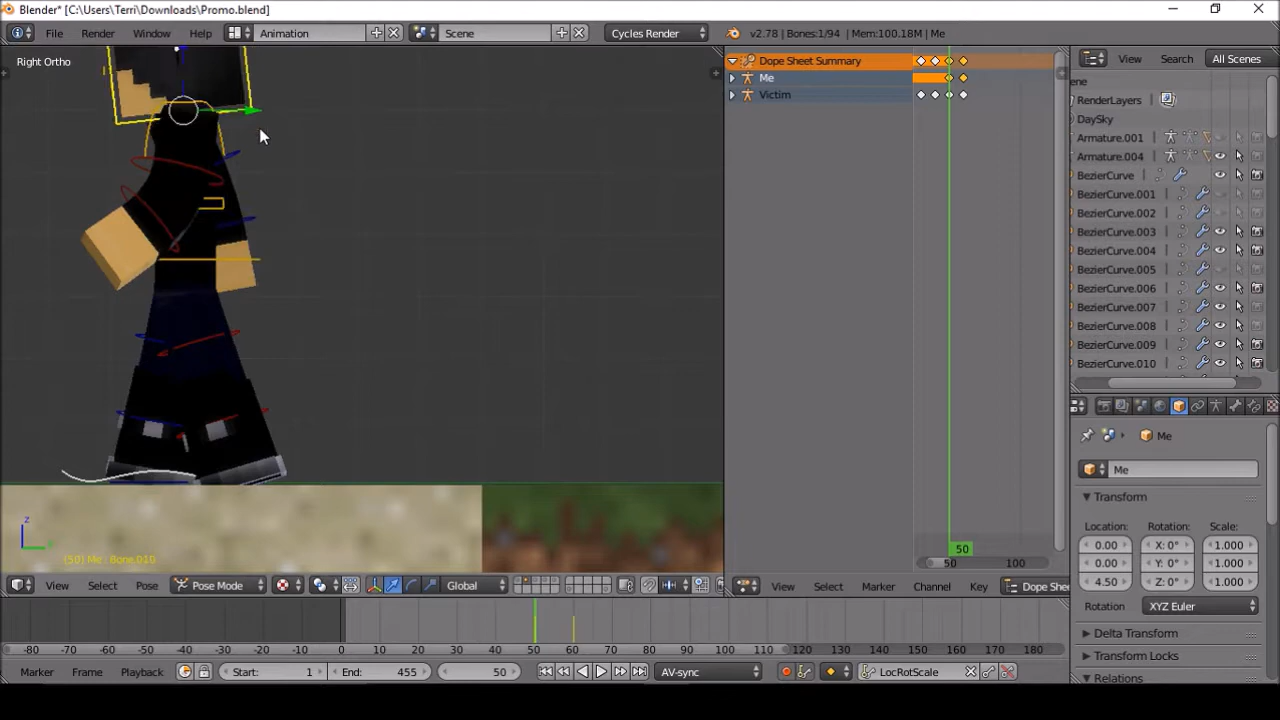 Blender* [C:\Users\Terri\Downloads\Promo.blend]
File Render Window Help Animation Scene Cycles Render v2.78 | Bones:1/94 | Mem:100.18M | Me
View Search All Scenes
Right Ortho
Dope Sheet Summary
Me
Victim
ene
RenderLayers
DaySky
Armature.001
Armature.004
BezierCurve
BezierCurve.001
BezierCurve.002
BezierCurve.003
BezierCurve.004
BezierCurve.005
BezierCurve.006
BezierCurve.007
BezierCurve.008
BezierCurve.009
BezierCurve.010
Me
Me
Transform
Location: Rotation: Scale:
0.00 X: 0° 1.000
0.00 Y: 0° 1.000
4.50 Z: 0° 1.000
Rotation XYZ Euler
Delta Transform
Transform Locks
Relations
z
(50) Me : Bone.010
50
50 100
View Select Pose Pose Mode Global
View Select Marker Channel Key Dope Shee
-80 -70 -60 -50 -40 -30 -20 -10 0 10 20 30 40 50 60 70 80 90 100 110 120 130 140 150 160 170 180
Marker Frame Playback Start: 1 End: 455 50 AV-sync LocRotScale